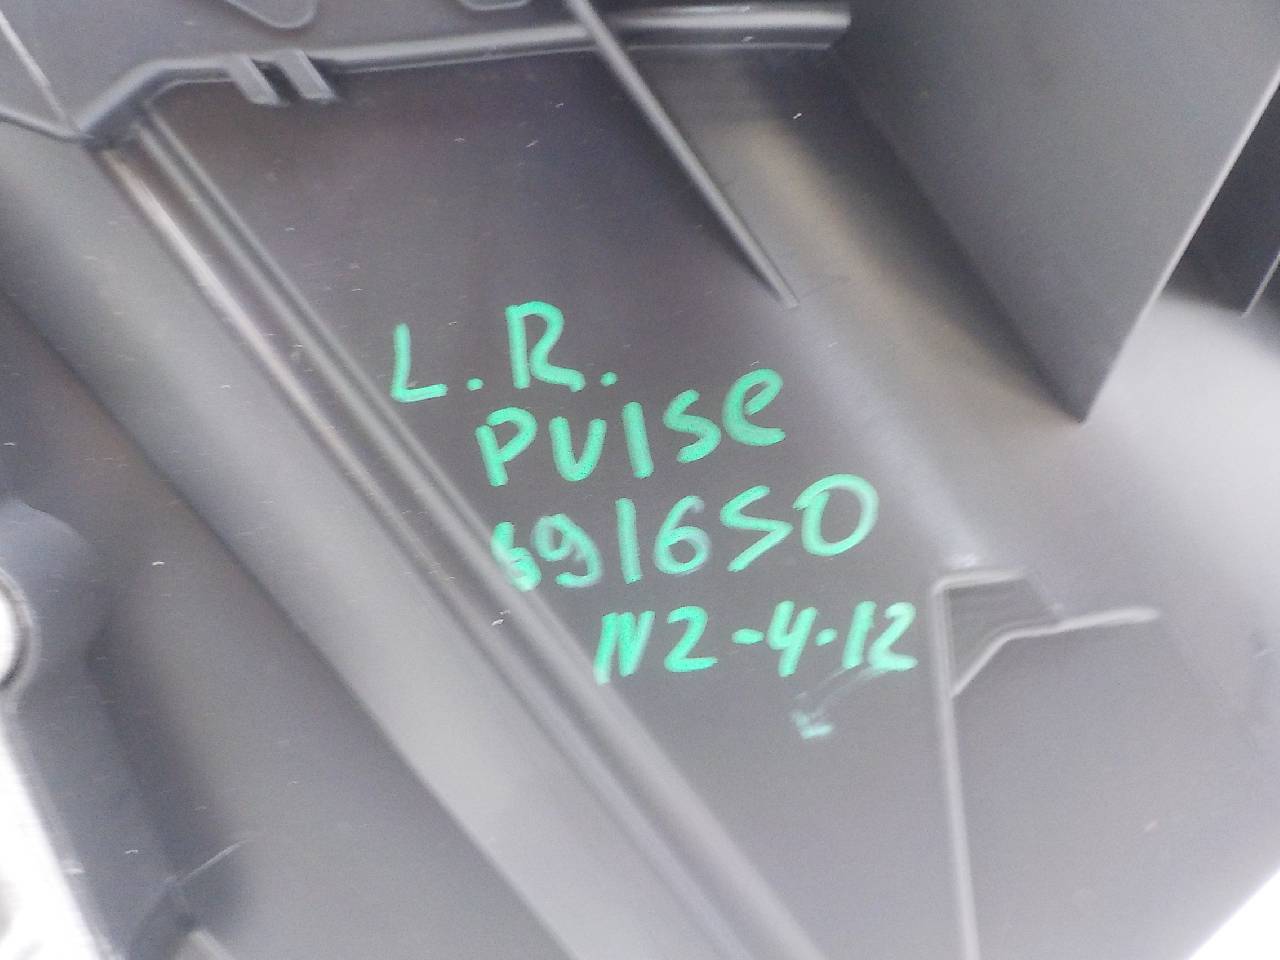 L.R.
PULSE
691650
N2-4-12